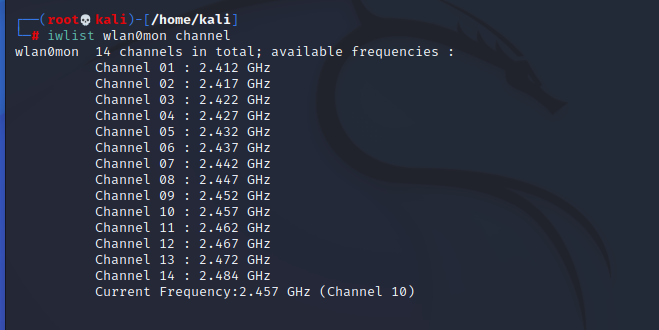 ┌──(root💀kali)-[/home/kali]
└─# iwlist wlan0mon channel
wlan0mon  14 channels in total; available frequencies :
          Channel 01 : 2.412 GHz
          Channel 02 : 2.417 GHz
          Channel 03 : 2.422 GHz
          Channel 04 : 2.427 GHz
          Channel 05 : 2.432 GHz
          Channel 06 : 2.437 GHz
          Channel 07 : 2.442 GHz
          Channel 08 : 2.447 GHz
          Channel 09 : 2.452 GHz
          Channel 10 : 2.457 GHz
          Channel 11 : 2.462 GHz
          Channel 12 : 2.467 GHz
          Channel 13 : 2.472 GHz
          Channel 14 : 2.484 GHz
          Current Frequency:2.457 GHz (Channel 10)